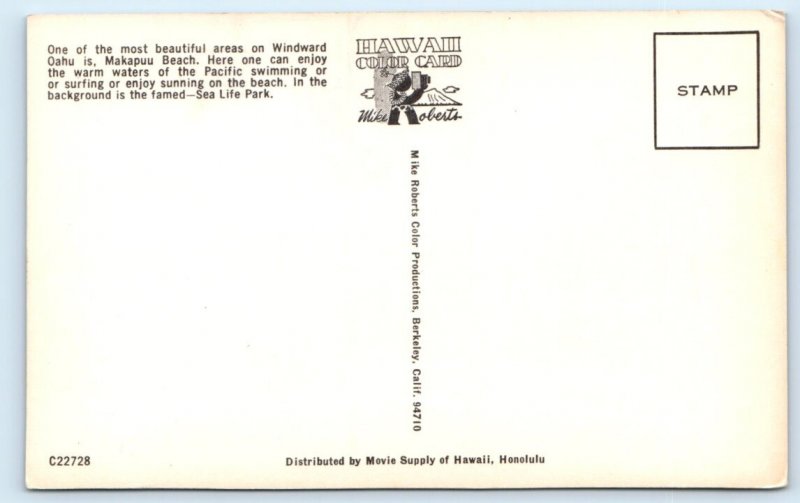 One of the most beautiful areas on Windward
Oahu is, Makapuu Beach. Here one can enjoy
the warm waters of the Pacific swimming or
or surfing or enjoy sunning on the beach. In the
background is the famed—Sea Life Park.
HAWAII
COLOR CARD
Mike Roberts
STAMP
Mike Roberts Color Productions, Berkeley, Calif. 94710
C22728
Distributed by Movie Supply of Hawaii, Honolulu